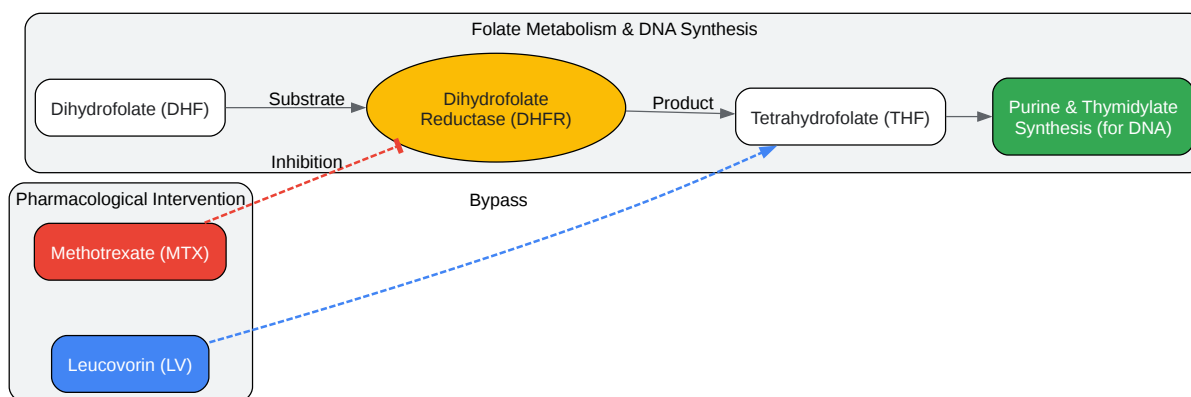 Folate Metabolism & DNA Synthesis
Dihydrofolate (DHF)
Substrate
Dihydrofolate
Reductase (DHFR)
Product
Tetrahydrofolate (THF)
Purine & Thymidylate
Synthesis (for DNA)
Inhibition
Pharmacological Intervention
Bypass
Methotrexate (MTX)
Leucovorin (LV)